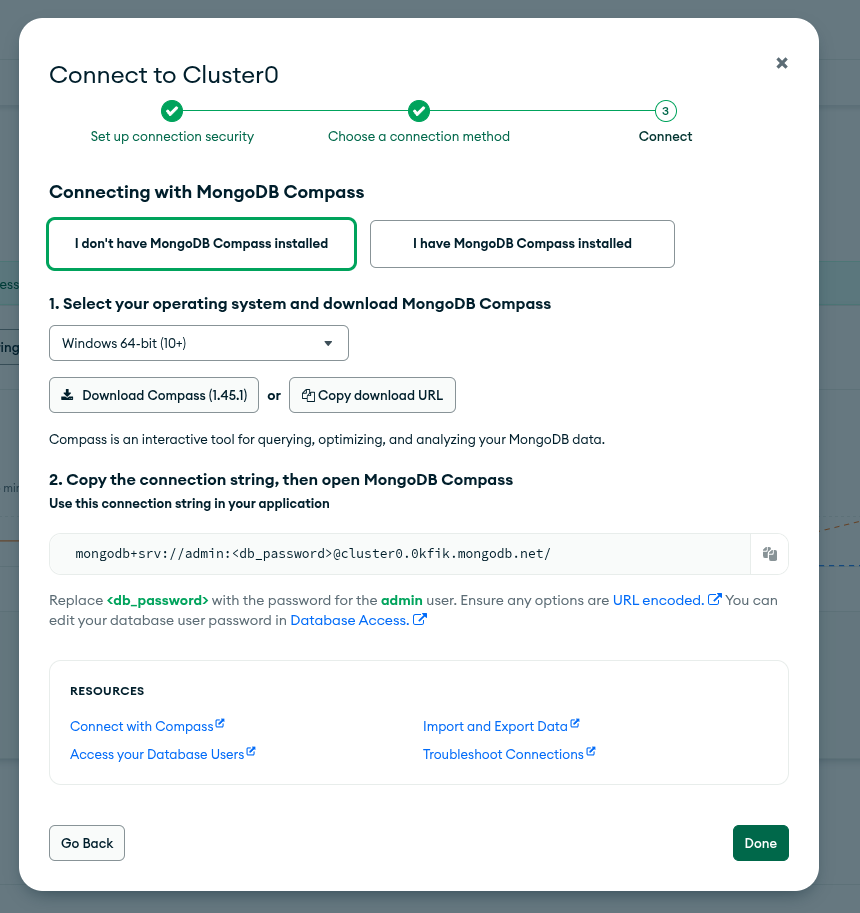 Connect to Cluster0
3
Set up connection security
Choose a connection method
Connect
Connecting with MongoDB Compass
I don't have MongoDB Compass installed
I have MongoDB Compass installed
1. Select your operating system and download MongoDB Compass
Windows 64-bit (10+)
Download Compass (1.45.1)
or
Copy download URL
Compass is an interactive tool for querying, optimizing, and analyzing your MongoDB data.
2. Copy the connection string, then open MongoDB Compass
Use this connection string in your application
mongodb+srv://admin:<db_password>@cluster0.0kfik.mongodb.net/
Replace <db_password> with the password for the admin user. Ensure any options are URL encoded. You can
edit your database user password in Database Access.
RESOURCES
Connect with Compass
Import and Export Data
Access your Database Users
Troubleshoot Connections
Go Back
Done